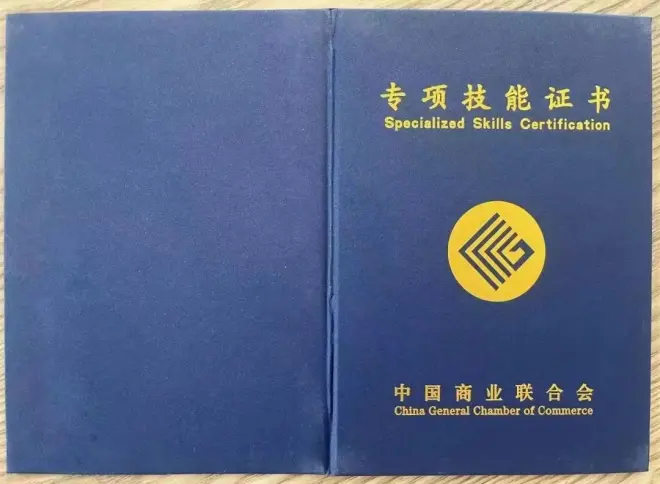 专项技能证书
Specialized Skills Certification
中国商业联合会
China General Chamber of Commerce